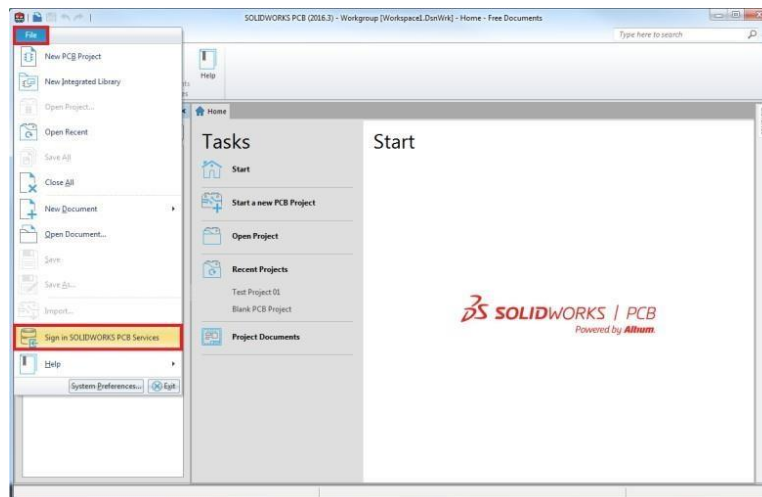 SOLIDWORKS PCB (2016.3) - Workgroup [Workspace1.DsnWrk] - Home - Free Documents
File
Type here to search
New PCB Project
New Integrated Library
Open Project...
Open Recent
Save All
Close All
New Document
Open Document...
Save
Save As...
Import...
Sign in SOLIDWORKS PCB Services
Help
System Preferences...
Exit
Help
Home
Tasks
Start
Start a new PCB Project
Open Project
Recent Projects
Test Project 01
Blank PCB Project
Project Documents
Start
SOLIDWORKS | PCB
Powered by Altium